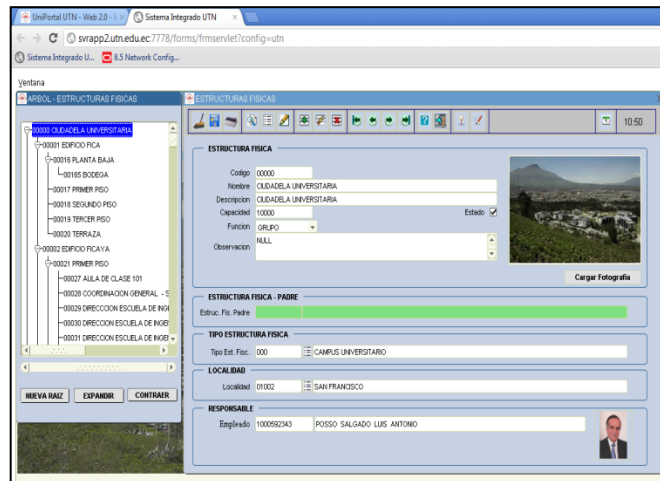 UniPortal UTN - Web 2.0 - S
Sistema Integrado UTN
svrapp2.utn.edu.ec:7778/forms/frmservlet?config=utn
Sistema Integrado U...
8.5 Network Config...
Ventana
ARBOL - ESTRUCTURAS FISICAS
ESTRUCTURAS FISICAS
10:50
00000 CIUDADELA UNIVERSITARIA
00001 EDIFICIO FICA
00016 PLANTA BAJA
00165 BODEGA
00017 PRIMER PISO
00018 SEGUNDO PISO
00019 TERCER PISO
00020 TERRAZA
00002 EDIFICIO FICAYA
00021 PRIMER PISO
00027 AULA DE CLASE 101
00028 COORDINACION GENERAL - S
00029 DIRECCION ESCUELA DE INGE
00030 DIRECCION ESCUELA DE INGEI
00031 DIRECCION ESCUELA DE INGEI
NUEVA RAIZ
EXPANDIR
CONTRAER
ESTRUCTURA FISICA
Codigo 00000
Nombre CIUDADELA UNIVERSITARIA
Descripcion CIUDADELA UNIVERSITARIA
Capacidad 10000
Estado
Funcion GRUPO
Observacion NULL
Cargar Fotografia
ESTRUCTURA FISICA - PADRE
Estruc. Fis. Padre
TIPO ESTRUCTURA FISICA
Tipo Est. Fisc. 000 CAMPUS UNIVERSITARIO
LOCALIDAD
Localidad 01002 SAN FRANCISCO
RESPONSABLE
Empleado 1000592343 POSSO SALGADO LUIS ANTONIO